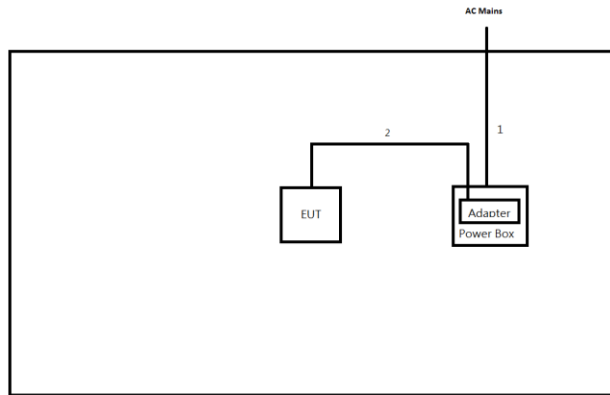 AC Mains
1
2
EUT
Adapter
Power Box